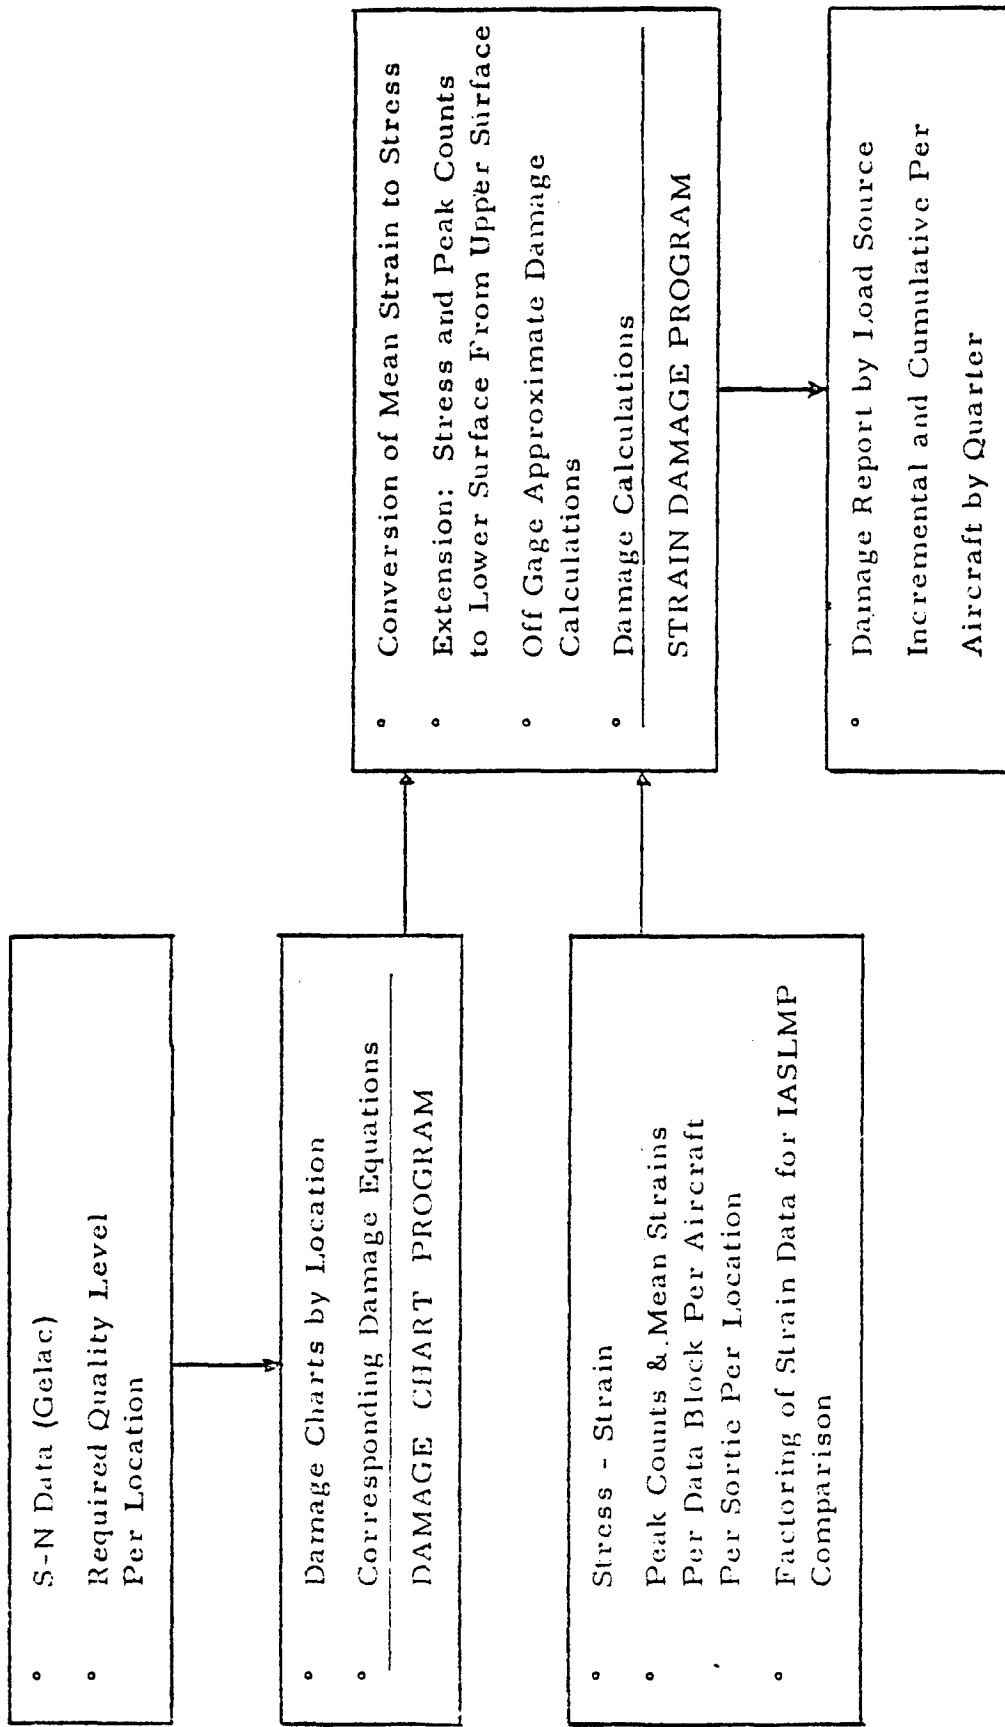 ° S-N Data (Gelac)
° Required Quality Level
Per Location
° Damage Charts by Location
° Corresponding Damage Equations
DAMAGE CHART PROGRAM
° Stress - Strain
° Peak Counts & Mean Strains
Per Data Block Per Aircraft
Per Sortie Per Location
° Factoring of Strain Data for IASLMP
Comparison
° Conversion of Mean Strain to Stress
° Extension: Stress and Peak Counts
to Lower Surface From Upper Surface
° Off Gage Approximate Damage
Calculations
° Damage Calculations
STRAIN DAMAGE PROGRAM
° Damage Report by Load Source
Incremental and Cumulative Per
Aircraft by Quarter